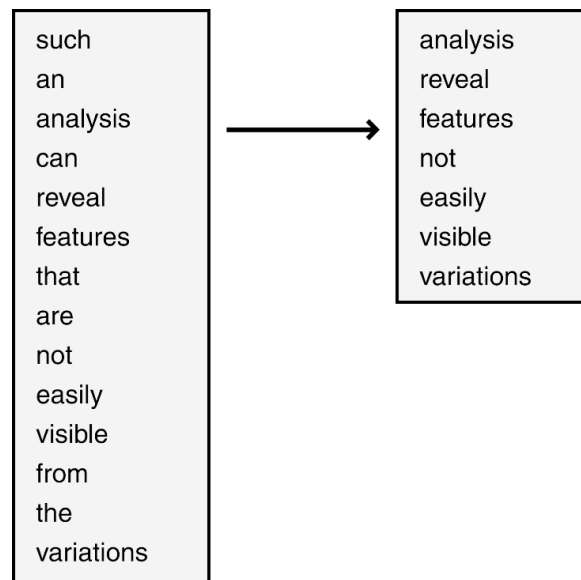 such
an
analysis
can
reveal
features
that
are
not
easily
visible
from
the
variations
analysis
reveal
features
not
easily
visible
variations